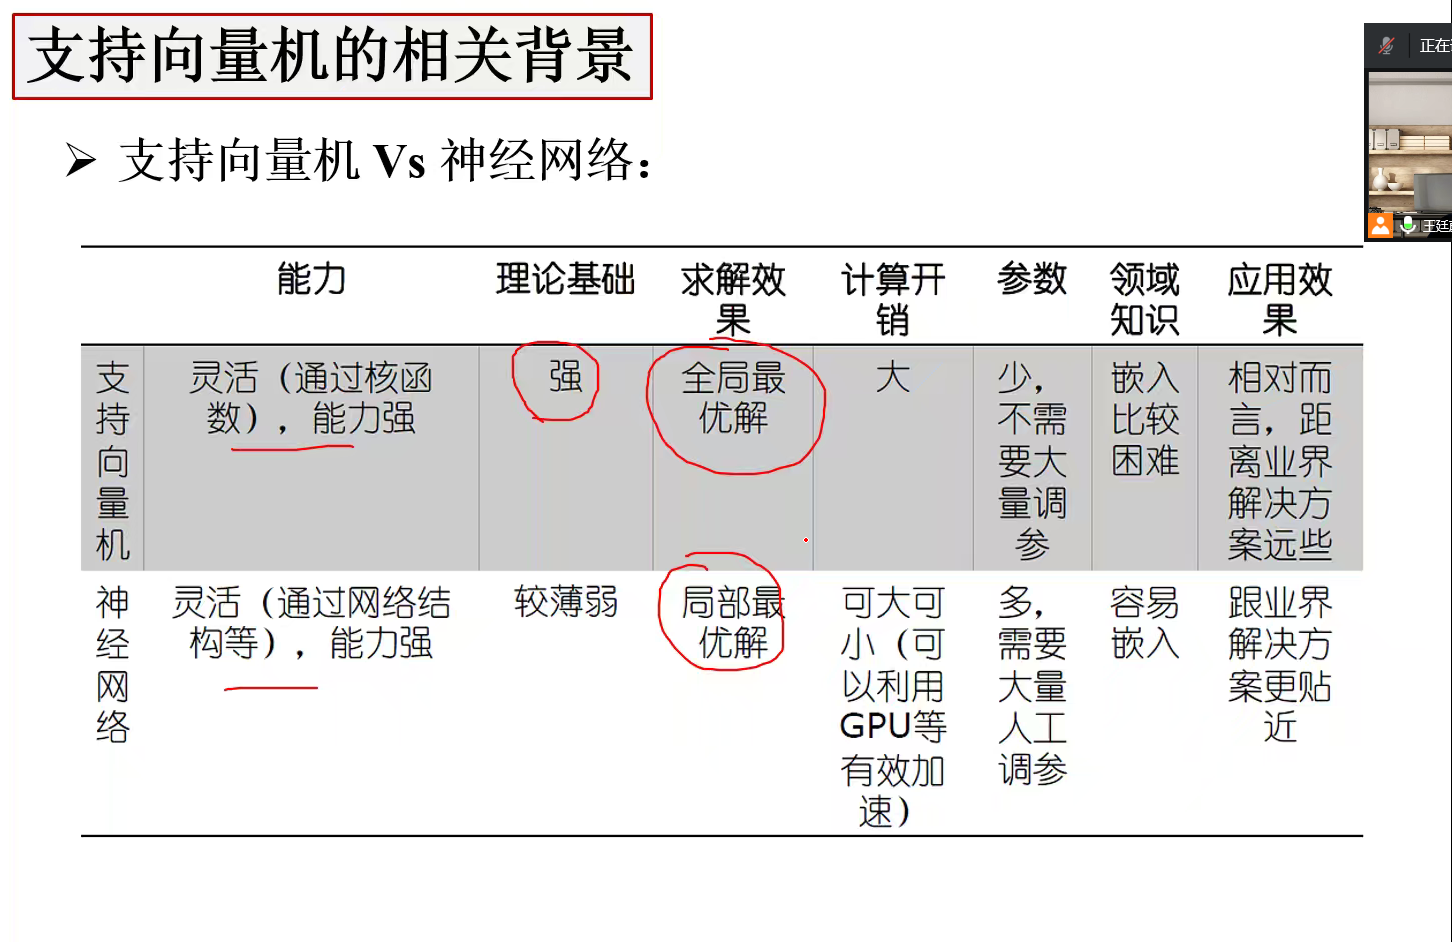 支持向量机的相关背景
正在
➢ 支持向量机 Vs 神经网络：
能力
理论基础
求解效
果
计算开
销
参数
领域
知识
应用效
果
支
持
向
量
机
灵活（通过核函
数），能力强
强
全局最
优解
大
少，
不需
要大
量调
参
嵌入
比较
困难
相对而
言，距
离业界
解决方
案远些
神
经
网
络
灵活（通过网络结
构等），能力强
较薄弱
局部最
优解
可大可
小（可
以利用
GPU等
有效加
速）
多，
需要
大量
人工
调参
容易
嵌入
跟业界
解决方
案更贴
近